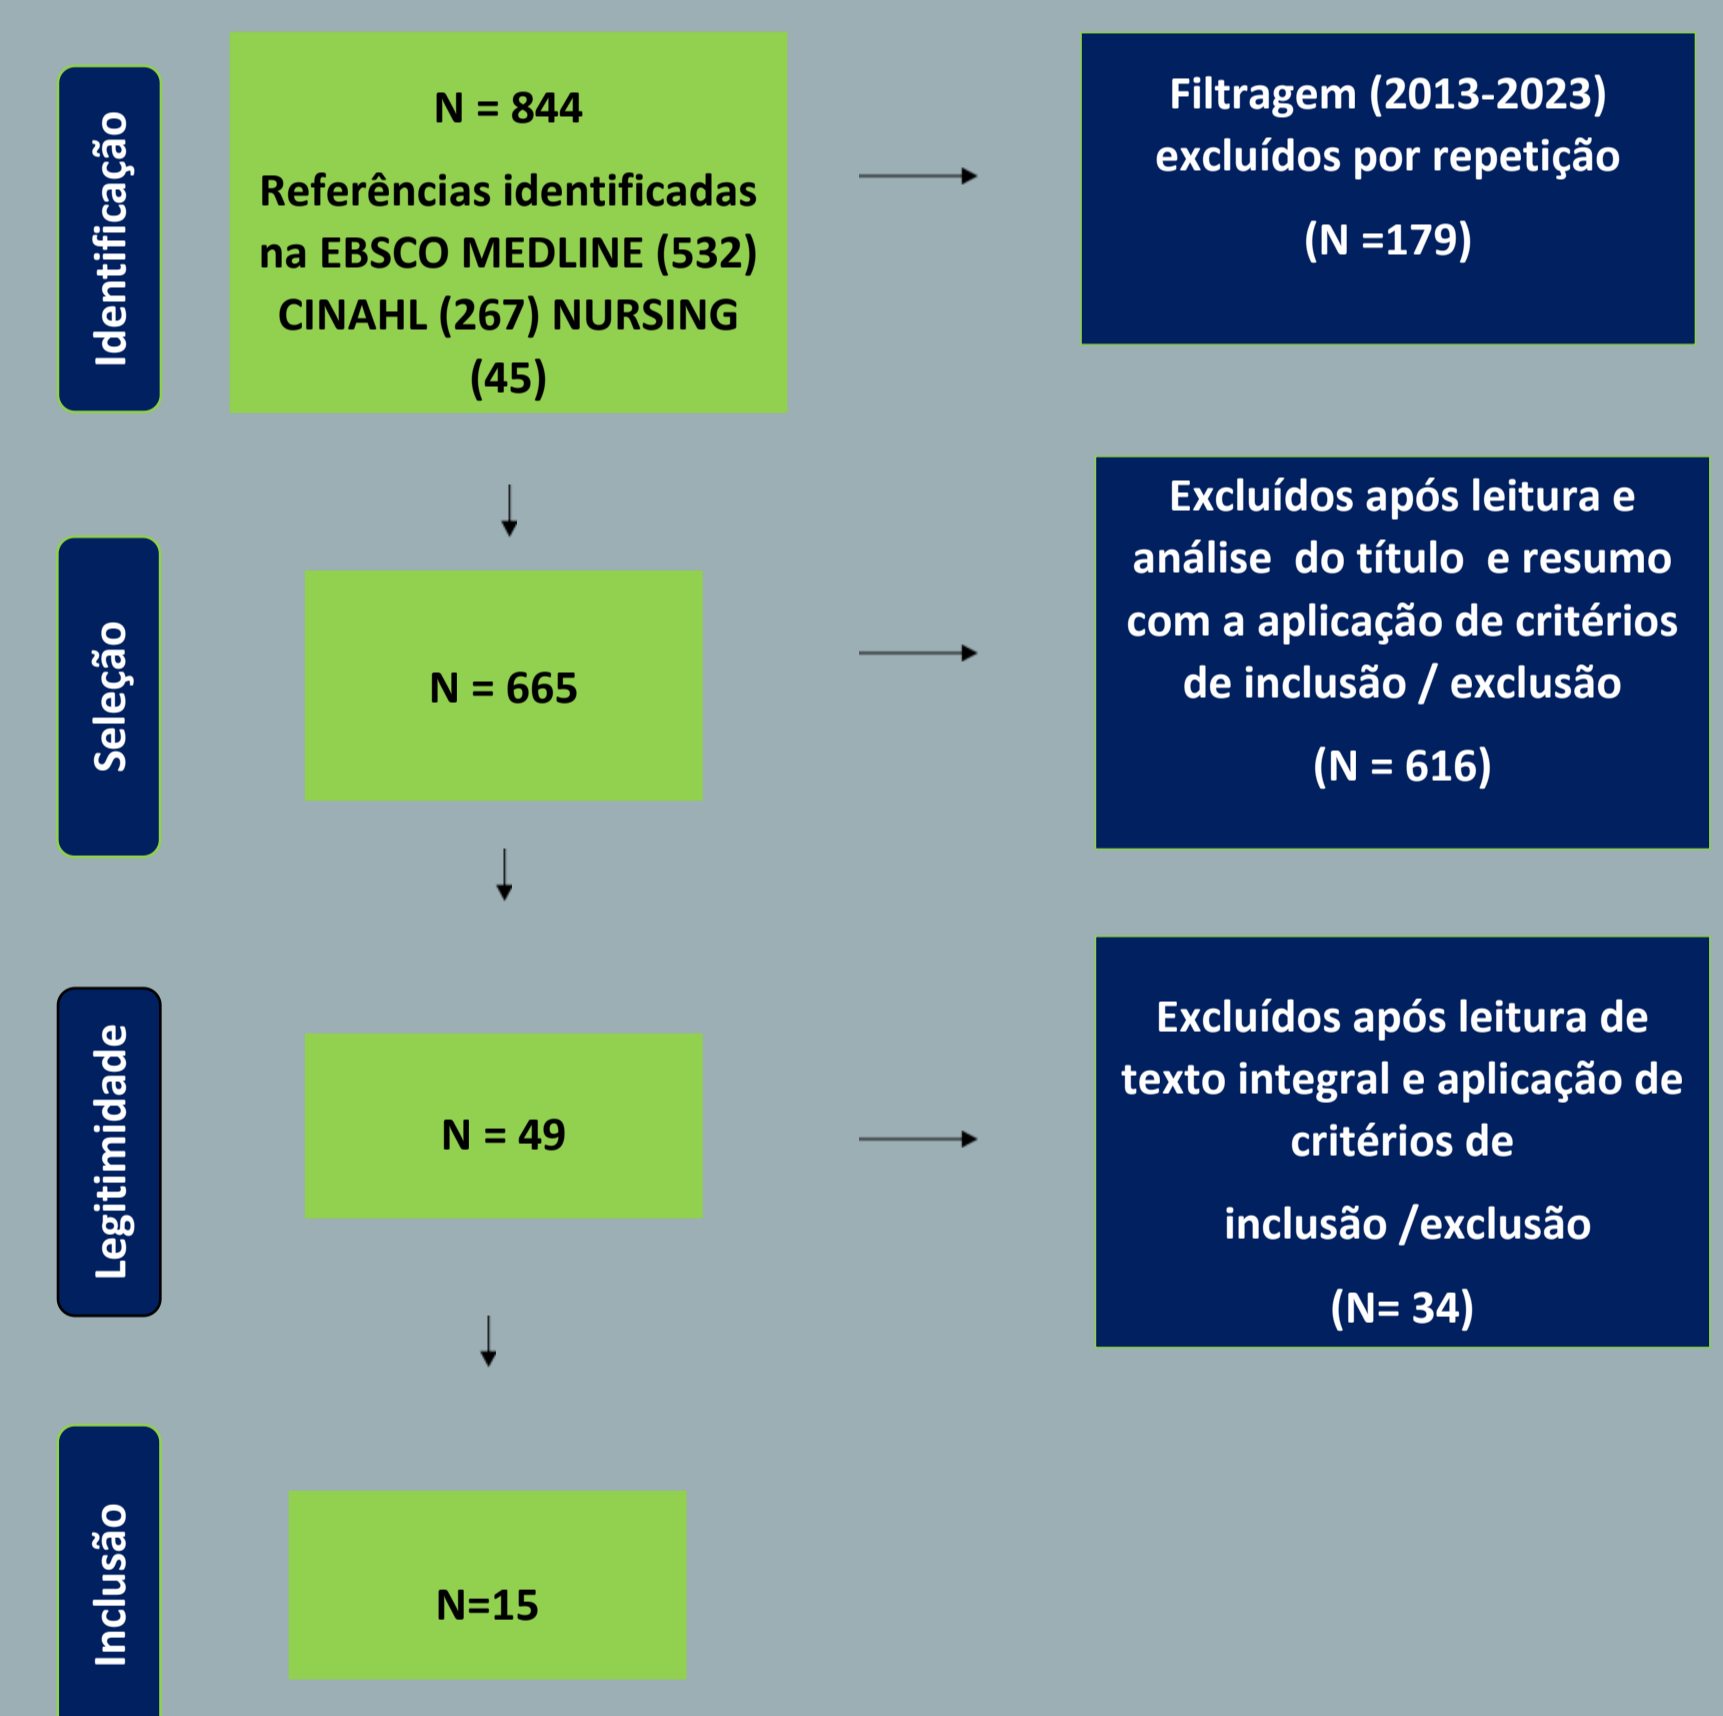 Identificação
N = 844
Referências identificadas
na EBSCO MEDLINE (532)
CINAHL (267) NURSING
(45)
Filtragem (2013-2023)
excluídos por repetição
(N =179)
Seleção
N = 665
Excluídos após leitura e
análise  do título  e resumo
com a aplicação de critérios
de inclusão / exclusão
(N = 616)
Legitimidade
N = 49
Excluídos após leitura de
texto integral e aplicação de
critérios de
inclusão /exclusão
(N= 34)
Inclusão
N=15